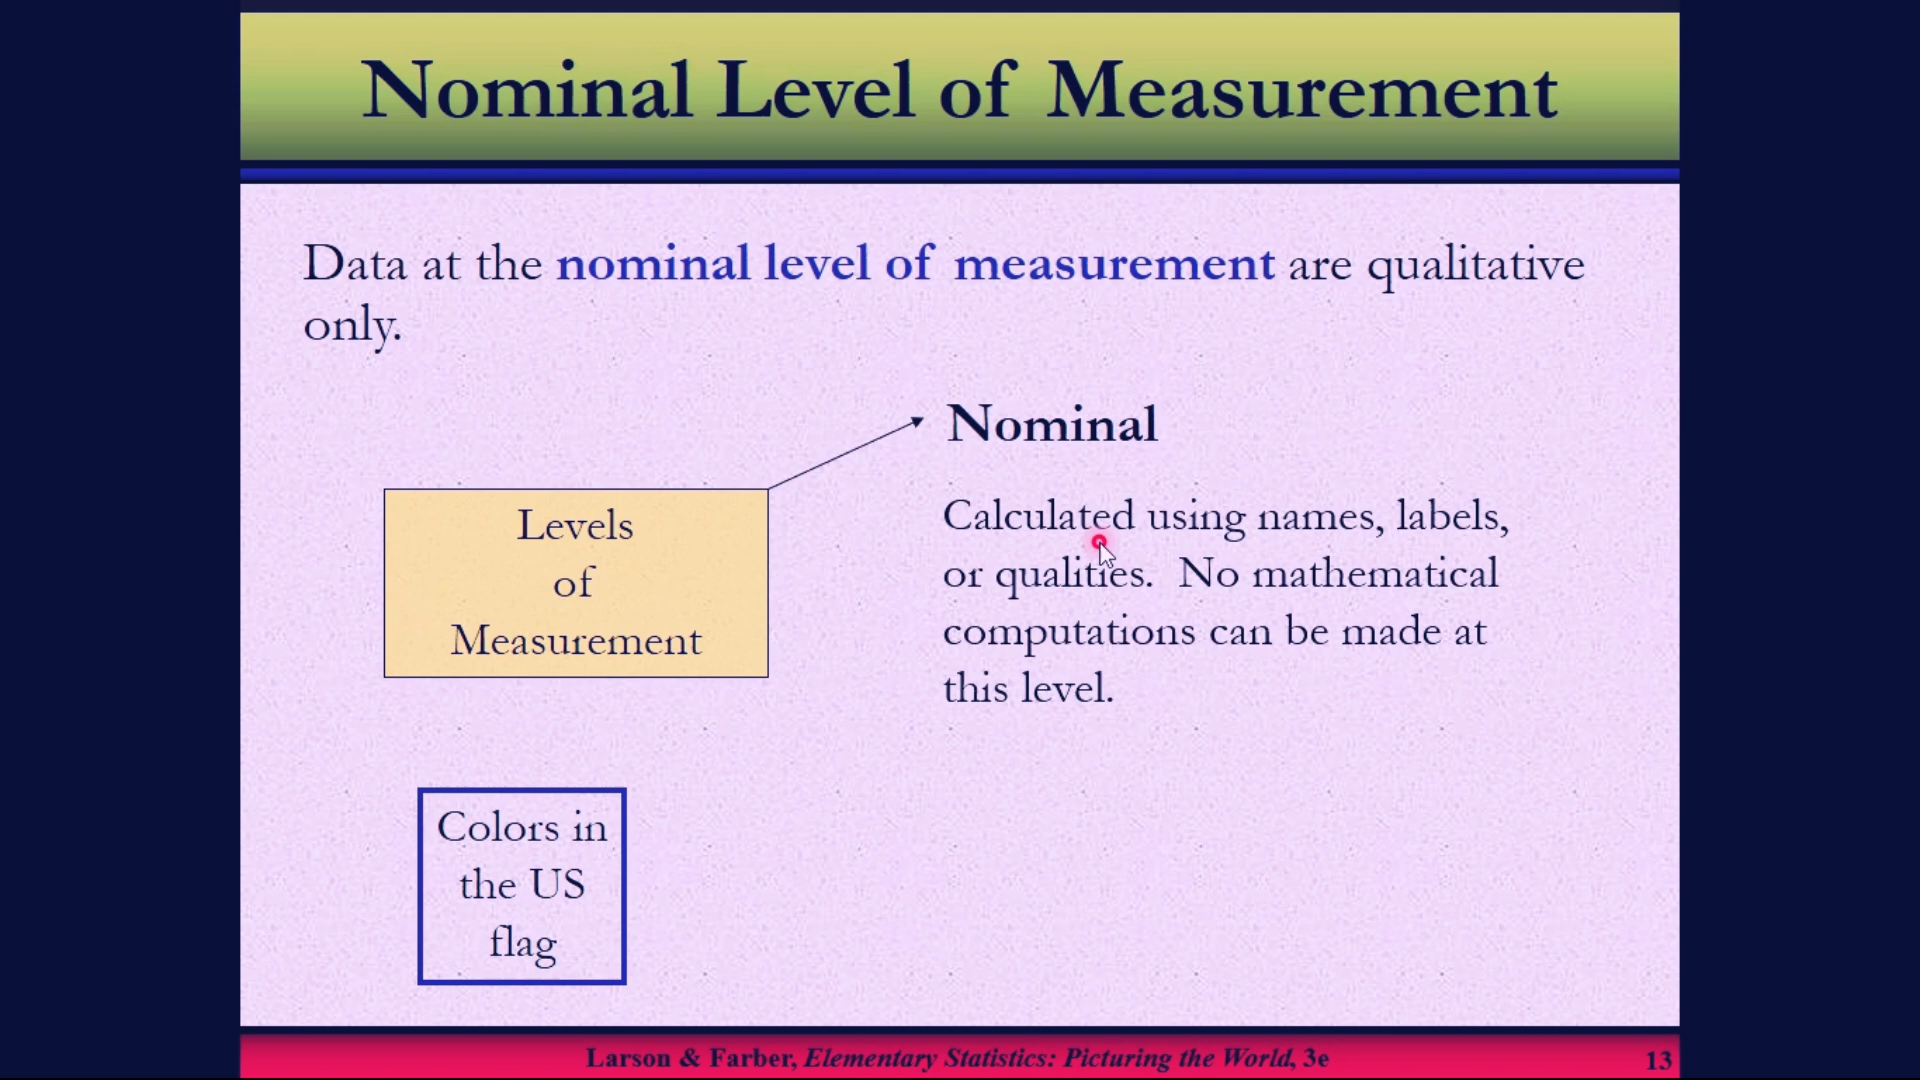 Nominal Level of Measurement
Data at the nominal level of measurement are qualitative
only.
Nominal
Levels
of
Measurement
Calculated using names, labels,
or qualities. No mathematical
computations can be made at
this level.
Colors in
the US
flag
Larson & Farber, Elementary Statistics: Picturing the World, 3e
13